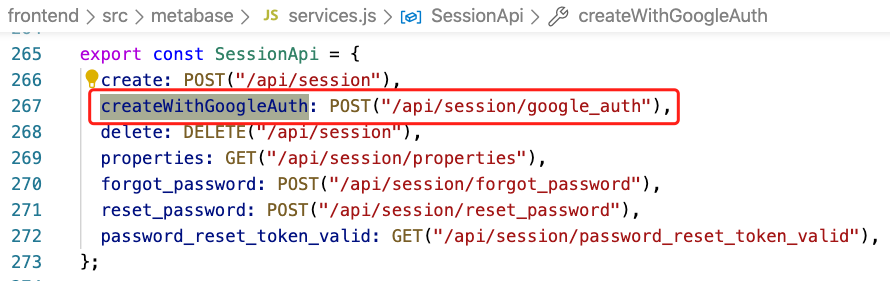 frontend > src > metabase > JS services.js > SessionApi > createWithGoogleAuth
265 export const SessionApi = {
266 create: POST("/api/session"),
267 createWithGoogleAuth: POST("/api/session/google_auth"),
268 delete: DELETE("/api/session"),
269 properties: GET("/api/session/properties"),
270 forgot_password: POST("/api/session/forgot_password"),
271 reset_password: POST("/api/session/reset_password"),
272 password_reset_token_valid: GET("/api/session/password_reset_token_valid"),
273 };